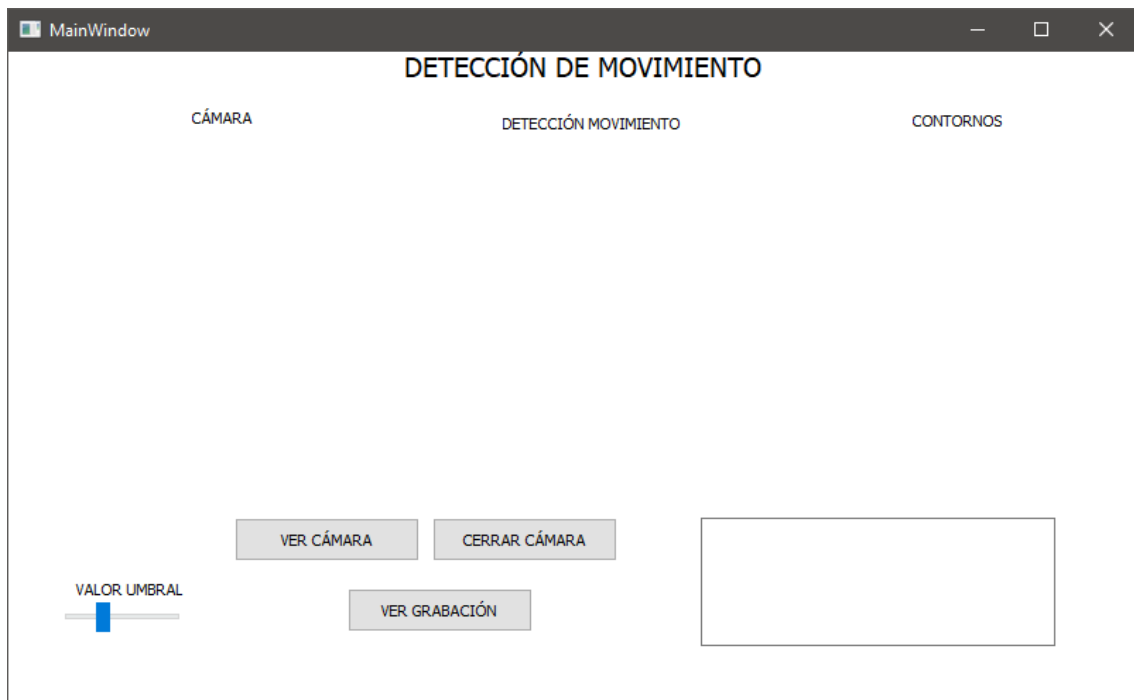 MainWindow
DETECCIÓN DE MOVIMIENTO
CÁMARA
DETECCIÓN MOVIMIENTO
CONTORNOS
VER CÁMARA
CERRAR CÁMARA
VALOR UMBRAL
VER GRABACIÓN